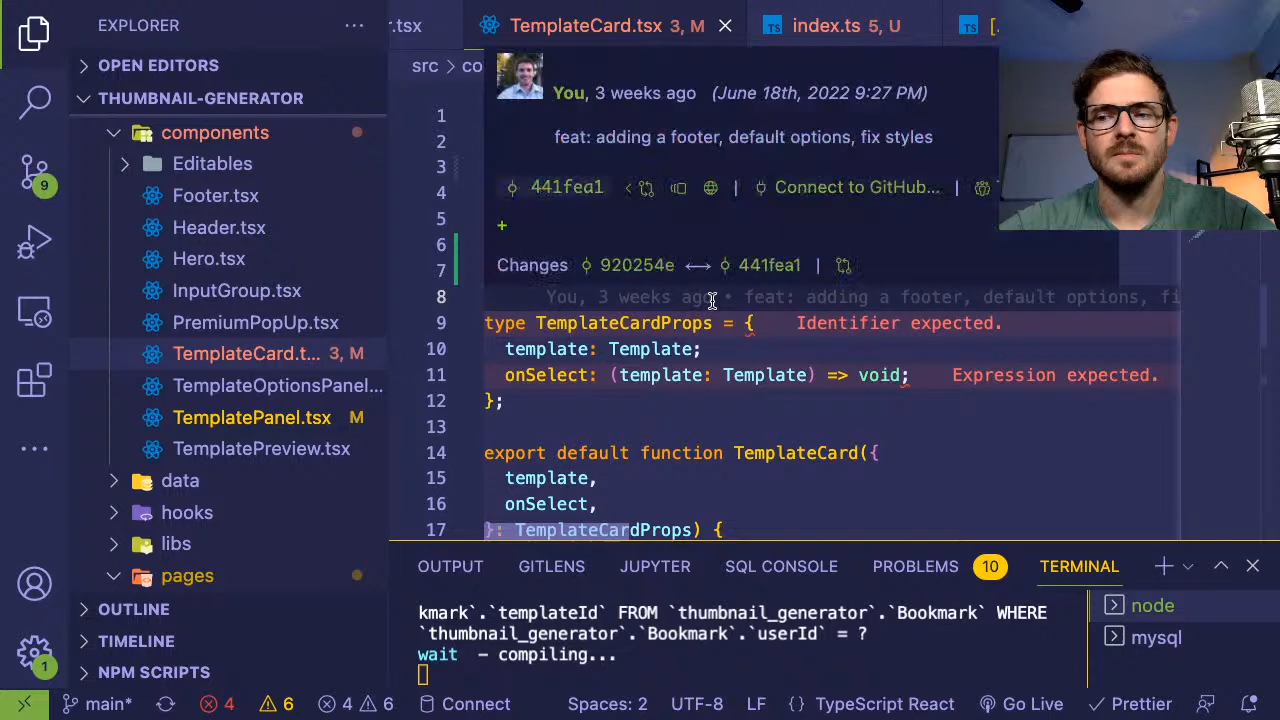 EXPLORER
OPEN EDITORS
THUMBNAIL-GENERATOR
components
Editables
Footer.tsx
Header.tsx
Hero.tsx
InputGroup.tsx
PremiumPopUp.tsx
TemplateCard.t... 3, M
TemplateOptionsPanel...
TemplatePanel.tsx M
TemplatePreview.tsx
data
hooks
libs
pages
OUTLINE
TIMELINE
NPM SCRIPTS
9
1
r.tsx
TemplateCard.tsx 3, M
TS index.ts 5, U
TS [.
src > co
You, 3 weeks ago (June 18th, 2022 9:27 PM)
feat: adding a footer, default options, fix styles
441fea1 | Connect to GitHub... |
+
Changes 920254e 441fea1 |
1
2
3
4
5
6
7
8 You, 3 weeks ago • feat: adding a footer, default options, fi
9 type TemplateCardProps = { Identifier expected.
10 template: Template;
11 onSelect: (template: Template) => void; Expression expected.
12 };
13
14 export default function TemplateCard({
15 template,
16 onSelect,
17 }: TemplateCardProps) {
OUTPUT GITLENS JUPYTER SQL CONSOLE PROBLEMS 10 TERMINAL
kmark`.`templateId` FROM `thumbnail_generator`.`Bookmark` WHERE
`thumbnail_generator`.`Bookmark`.`userId` = ?
wait - compiling...
node
mysql
main* 4 6 4 6 Connect Spaces: 2 UTF-8 LF {} TypeScript React Go Live Prettier